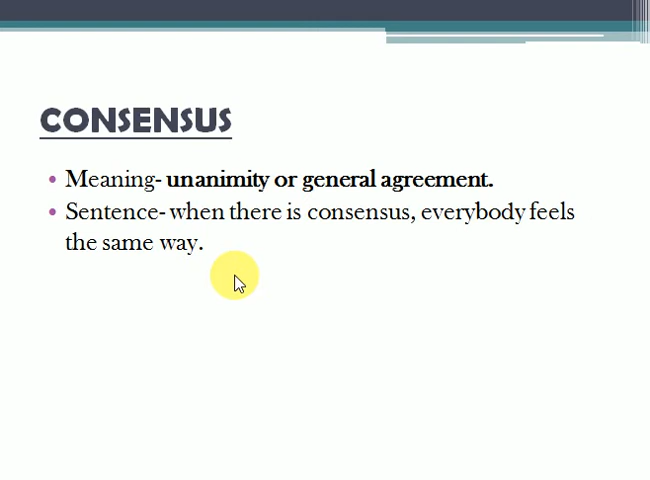 CONSENSUS
• Meaning- unanimity or general agreement.
• Sentence- when there is consensus, everybody feels
the same way.